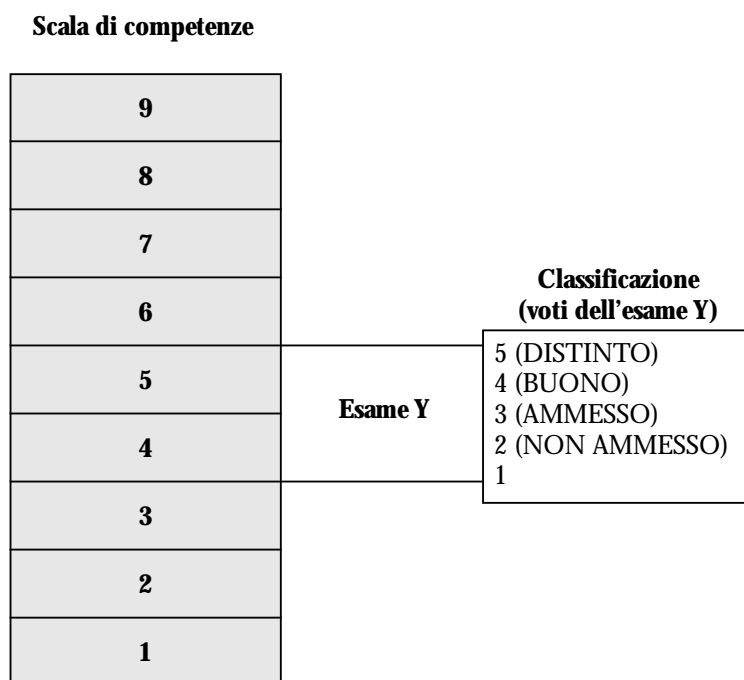 Scala di competenze
9
8
7
6
5
4
3
2
1
Esame Y
Classificazione
(voti dell'esame Y)
5 (DISTINTO)
4 (BUONO)
3 (AMMESSO)
2 (NON AMMESSO)
1